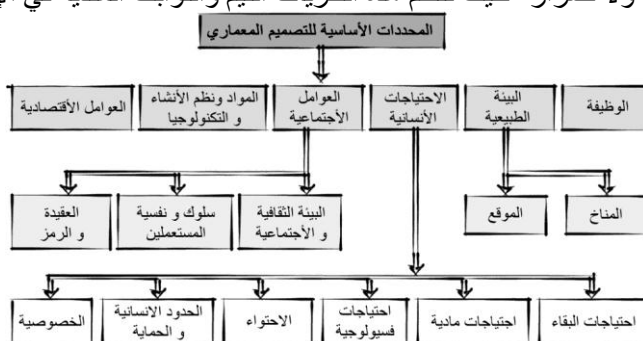 المحددات الأساسية للتصميم المعماري
الوظيفة
البيئة
الطبيعية
الاحتياجات
الأنسانية
العوامل
الأجتماعية
المواد ونظم الأنشاء
و التكنولوجيا
العوامل الأقتصادية
المناخ
الموقع
البيئة الثقافية
و الأجتماعية
سلوك و نفسية
المستعملين
العقيدة
و الرمز
احتياجات البقاء
اجتياجات مادية
احتياجات
فسيولوجية
الاحتواء
الحدود الانسانية
و الحماية
الخصوصية